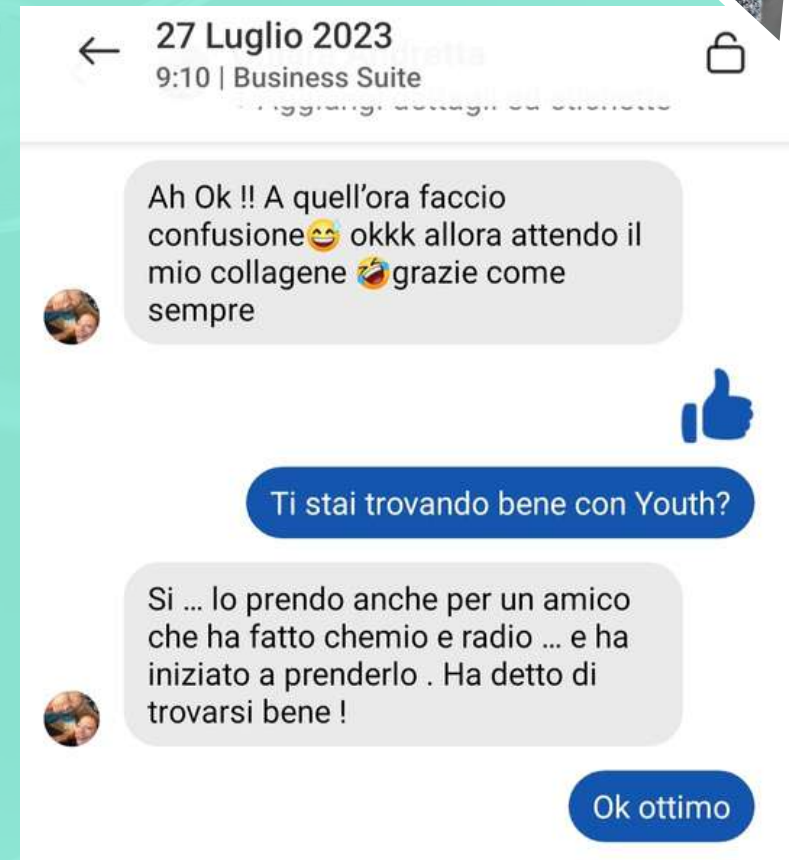 27 Luglio 2023
9:10 | Business Suite
Ah Ok !! A quell'ora faccio
confusione😅 okkk allora attendo il
mio collagene 🤣grazie come
sempre
Ti stai trovando bene con Youth?
Si ... lo prendo anche per un amico
che ha fatto chemio e radio ... e ha
iniziato a prenderlo . Ha detto di
trovarsi bene !
Ok ottimo